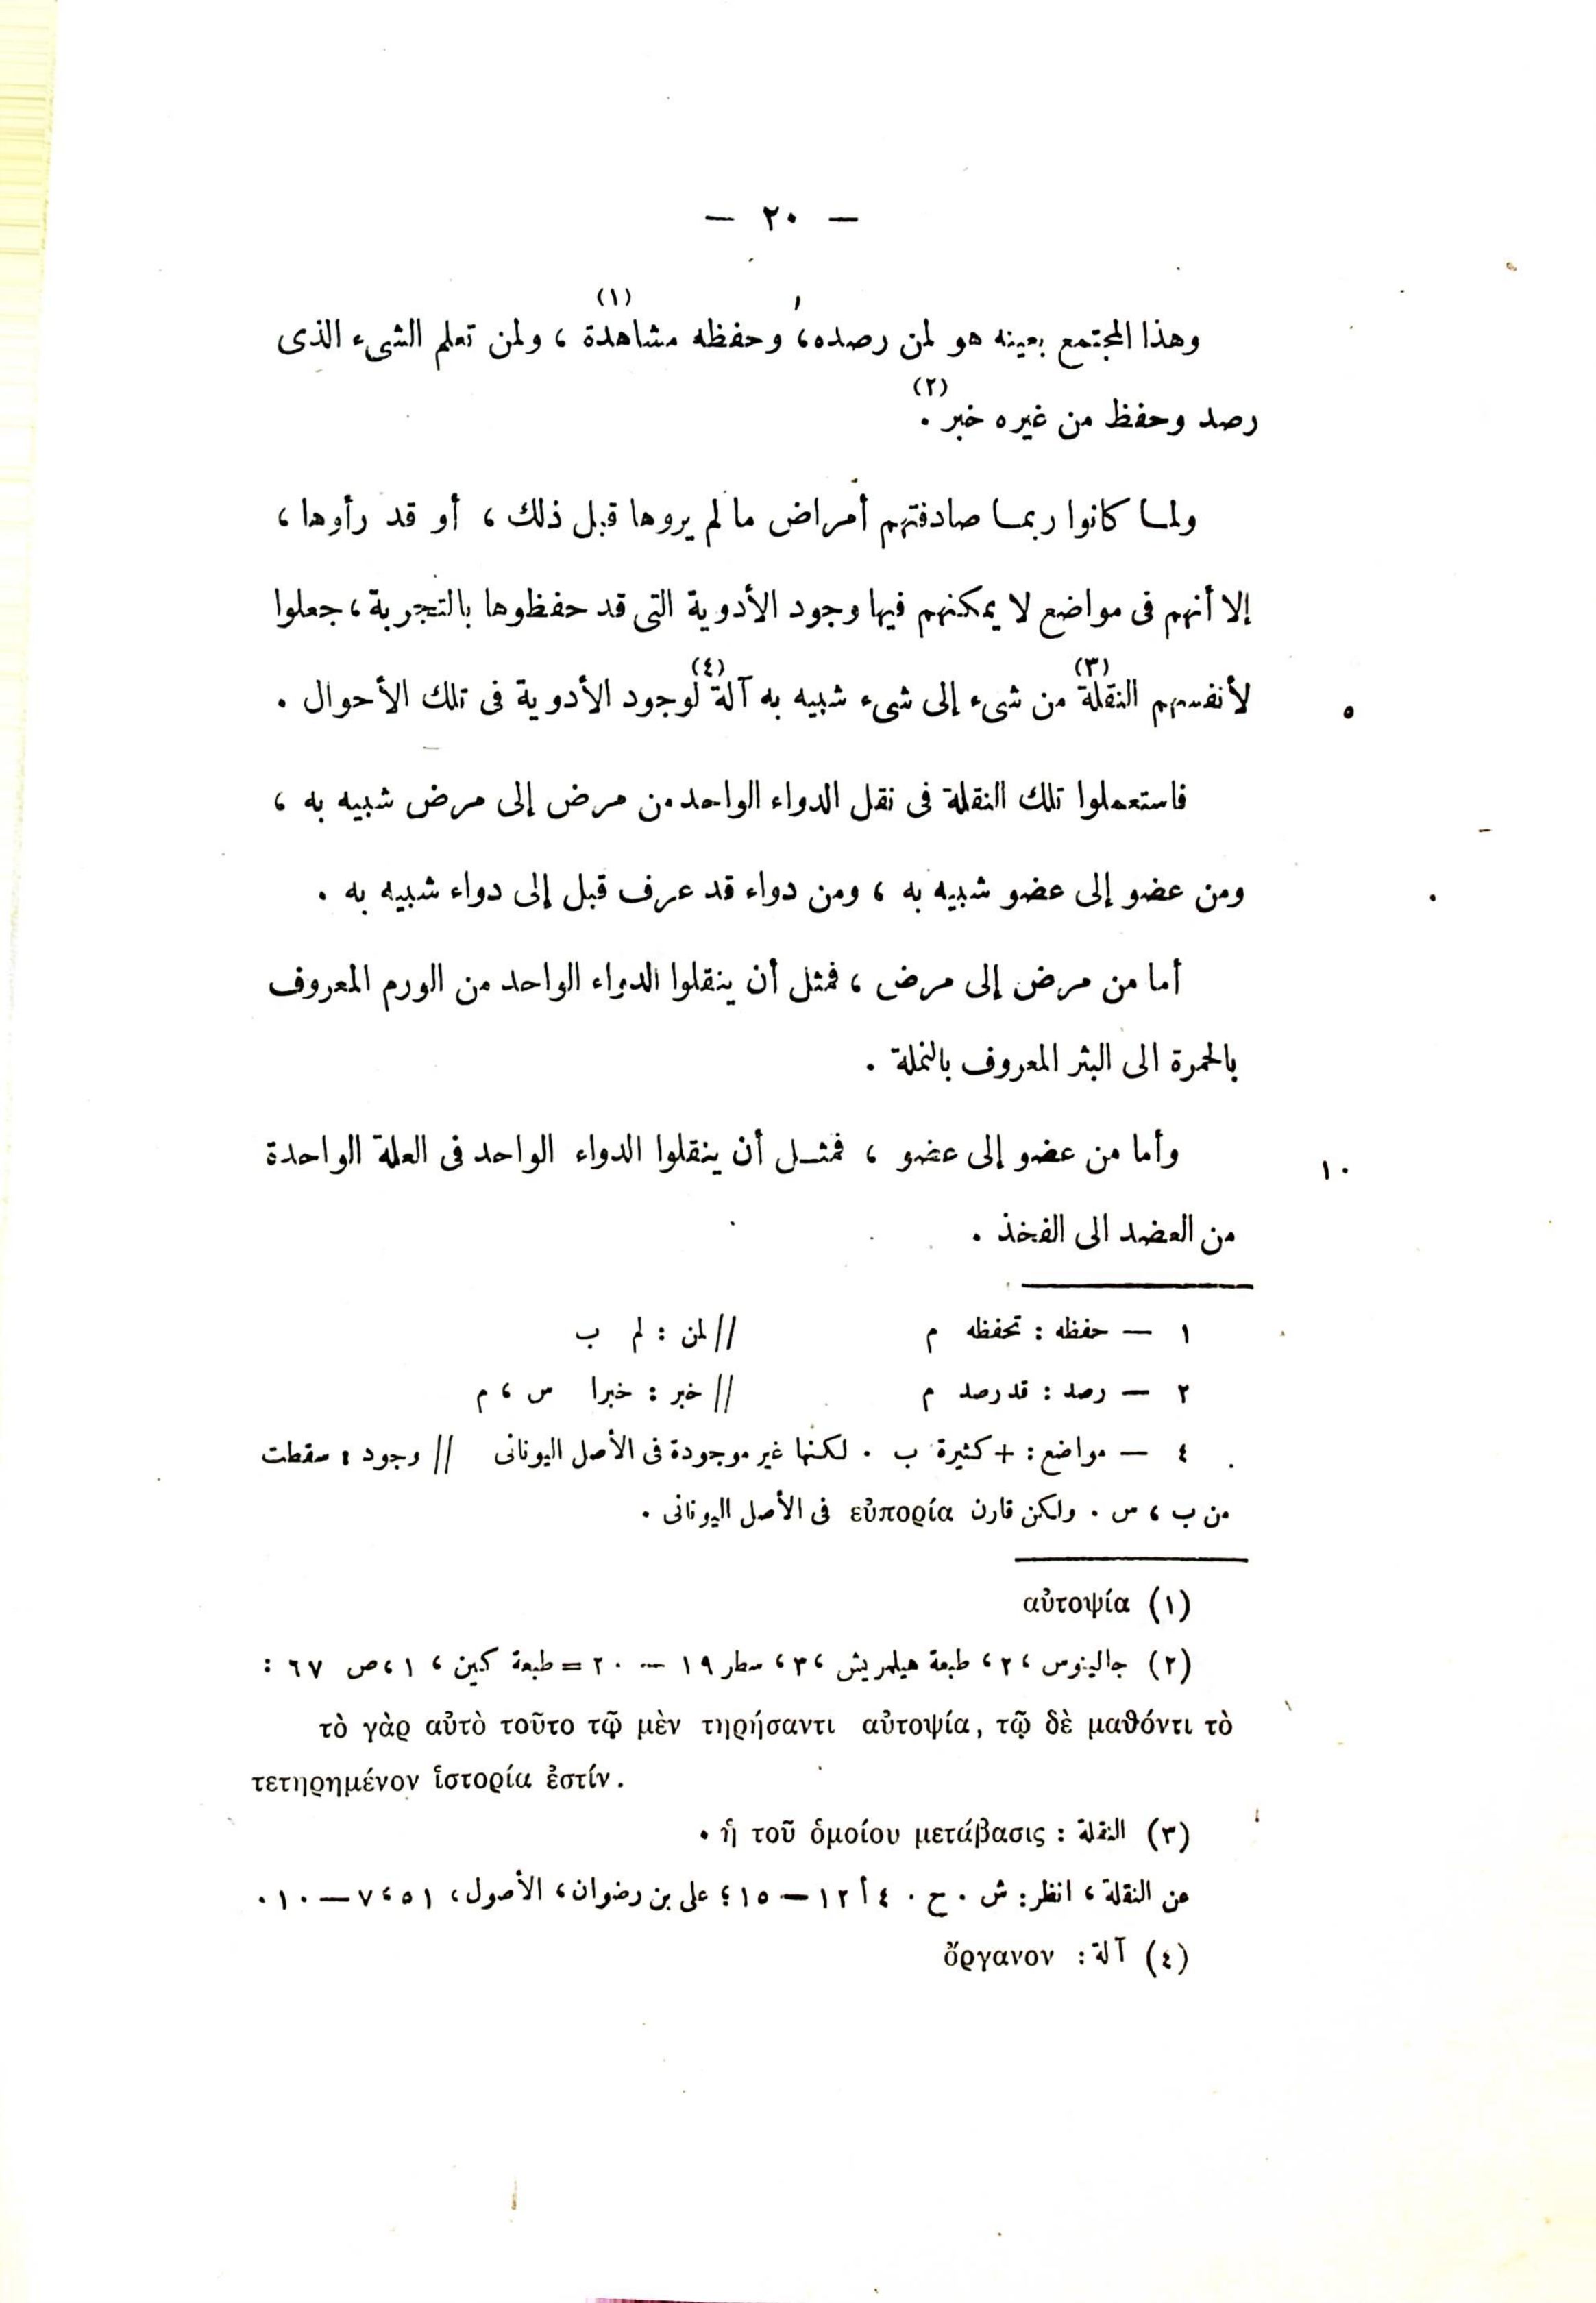 — ٢٠ —
وهذا المجتمع بعينه هو لمن رصده، وحفظه مشاهدة(١) ، ولمن تعلم الشىء الذى
رصد وحفظ من غيره خبر(٢) .
ولما كانوا ربما صادفتهم أمراض ما لم يروها قبل ذلك ، أو قد رأوها ،
إلا أنهم فى مواضع لا يمكنهم فيها وجود الأدوية التى قد حفظوها بالتجربة ، جعلوا
لأنفسهم النقلة(٣) من شىء إلى شىء شبيه به آلة(٤) لوجود الأدوية فى تلك الأحوال .
٥
فاستعملوا تلك النقلة فى نقل الدواء الواحد من مرض إلى مرض شبيه به ،
ومن عضو إلى عضو شبيه به ، ومن دواء قد عرف قبل إلى دواء شبيه به .
أما من مرض إلى مرض ، فمثل أن ينقلوا الدواء الواحد من الورم المعروف
بالحمرة الى البثر المعروف بالنملة .
وأما من عضو إلى عضو ، فمثل أن ينقلوا الدواء الواحد فى العلة الواحدة
١٠
من العضد الى الفخذ .
١ — حفظه : تحفظه م // لمن : لم ب
٢ — رصد : قد رصد م // خبر : خبرا س ، م
٤ — مواضع : + كثيرة ب . لكنها غير موجودة فى الأصل اليونانى // وجود : سقطت
من ب ، س . ولكن قارن εὐπορία فى الأصل اليونانى .
(١) αὐτοψία
(٢) جالينوس ، ٢ ، طبعة هيلمريش ، ٣ ، سطر ١٩ — ٢٠ = طبعة كين ، ١ ، ص ٦٧ :
τὸ γὰρ αὐτὸ τοῦτο τῷ μὲν τηρήσαντι αὐτοψία, τῷ δὲ μαθόντι τὸ
τετηρημένον ἱστορία ἐστίν.
(٣) النقلة : ἡ τοῦ ὁμοίου μετάβασις .
عن النقلة ، انظر : ش . ح . ٤ أ ١٢ — ١٥ ؛ على بن رضوان ، الأصول ، ٥١ ، ٧ — ١٠ .
(٤) آلة : ὄργανον